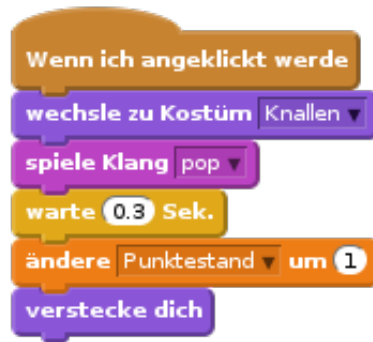 Wenn ich angeklickt werde
wechsle zu Kostüm Knallen
spiele Klang pop
warte 0.3 Sek.
ändere Punktestand um 1
verstecke dich